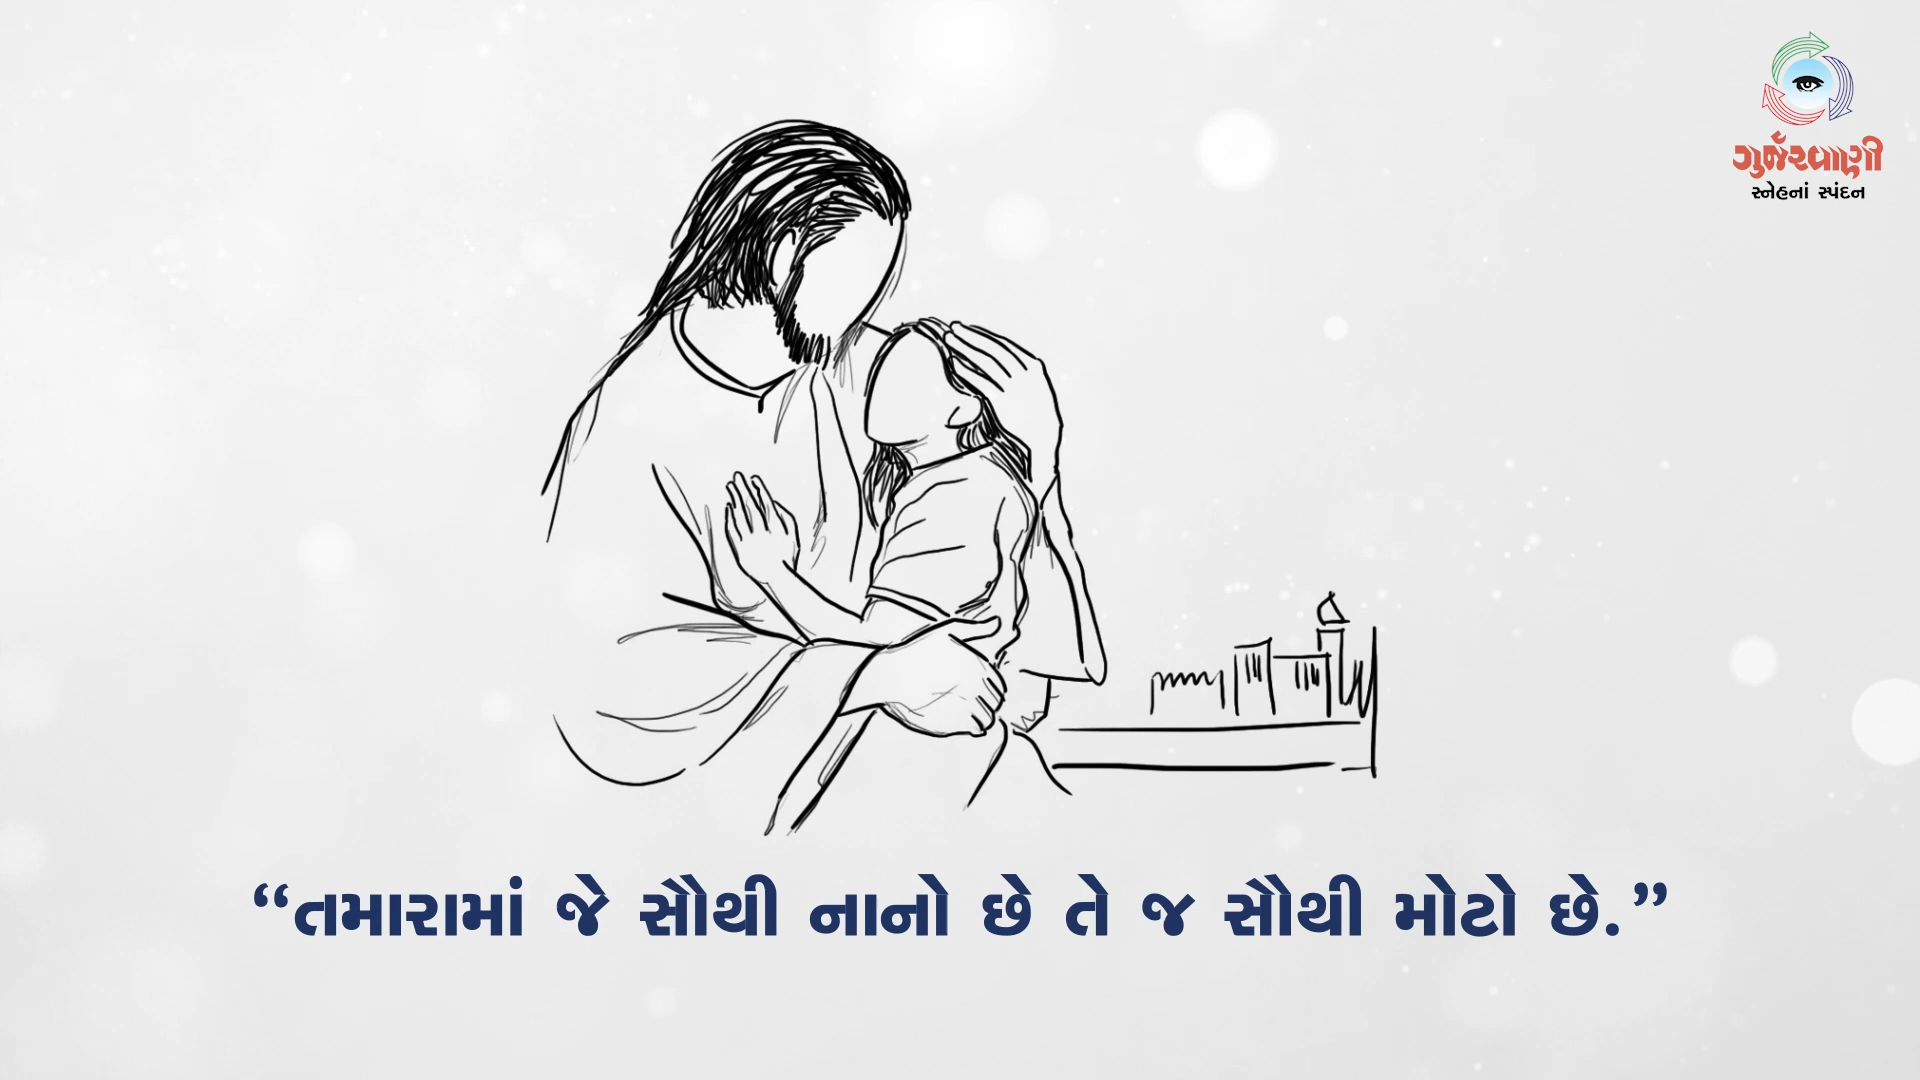 ગુર્જરવાણી
સ્નેહનાં સ્પંદન
“તમારામાં જે સૌથી નાનો છે તે જ સૌથી મોટો છે.”